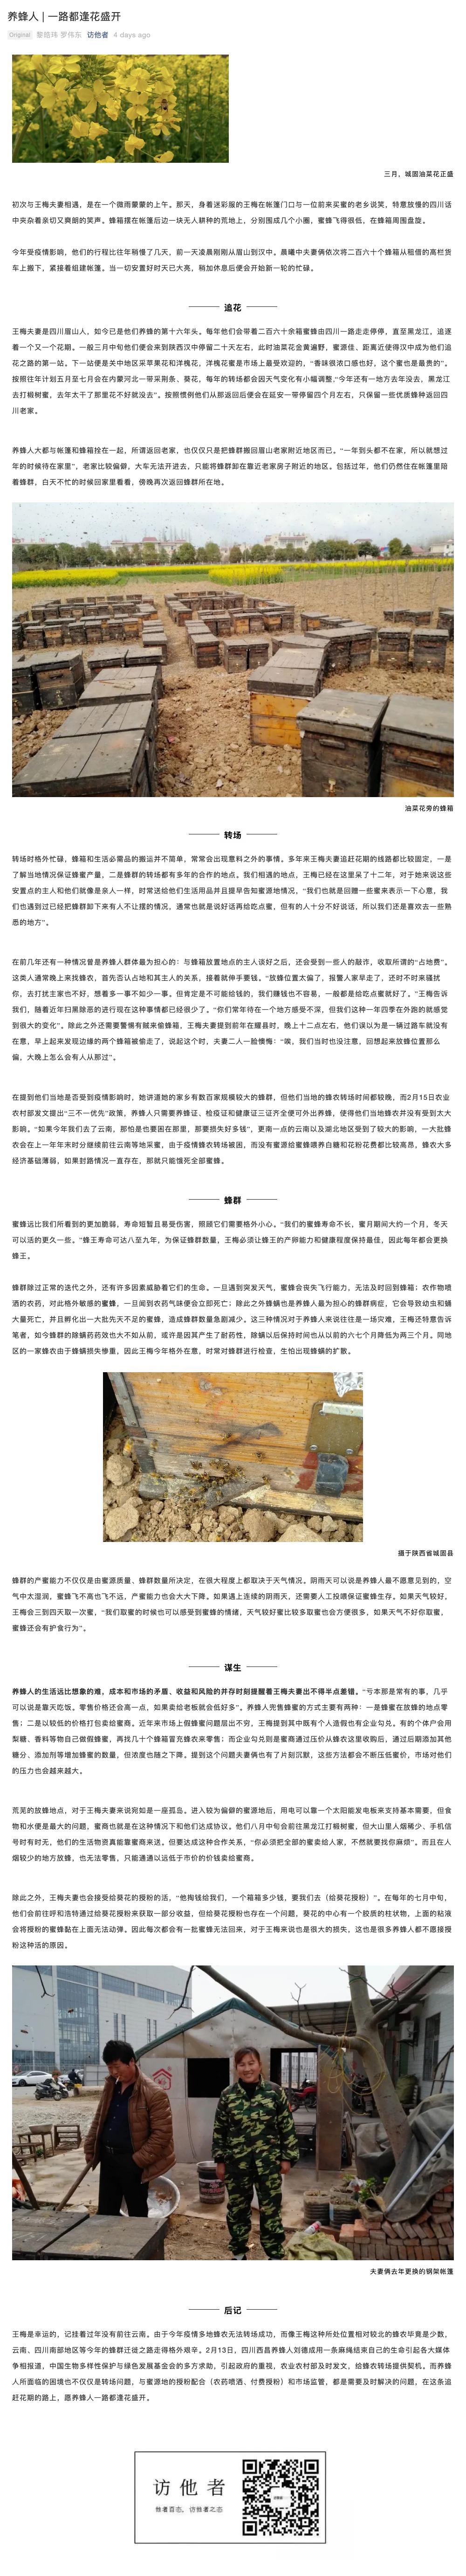 养蜂人 | 一路都逢花盛开
Original 黎皓玮 罗伟东 访他者 4 days ago
三月，城固油菜花正盛
初次与王梅夫妻相遇，是在一个微雨蒙蒙的上午。那天，身着迷彩服的王梅在帐篷门口与一位前来买蜜的老乡说笑，特意放慢的四川话
中夹杂着亲切又爽朗的笑声。蜂箱摆在帐篷后边一块无人耕种的荒地上，分别围成几个小圈，蜜蜂飞得很低，在蜂箱周围盘旋。
今年受疫情影响，他们的行程比往年稍慢了几天，前一天凌晨刚刚从眉山到汉中。晨曦中夫妻俩依次将二百六十个蜂箱从租借的高栏货
车上搬下，紧接着组建帐篷。当一切安置好时天已大亮，稍加休息后便会开始新一轮的忙碌。
追花
王梅夫妻是四川眉山人，如今已是他们养蜂的第十六年头。每年他们会带着二百六十余箱蜜蜂由四川一路走走停停，直至黑龙江，追逐
着一个又一个花期。一般三月中旬他们便会来到陕西汉中停留二十天左右，此时油菜花金黄遍野，蜜源佳、距离近使得汉中成为他们追
花之路的第一站。下一站便是关中地区采苹果花和洋槐花，洋槐花蜜是市场上最受欢迎的，“香味很浓口感也好，这个蜜也是最贵的”。
按照往年计划五月至七月会在内蒙河北一带采荆条、葵花，每年的转场都会因天气变化有小幅调整，“今年还有一地方去年没去，黑龙江
去打椴树蜜，去年太干了那里花不好就没去”。按照惯例他们从那返回后便会在延安一带停留四个月左右，只保留一些优质蜂种返回四
川老家。
养蜂人大都与帐篷和蜂箱拴在一起，所谓返回老家，也仅仅只是把蜂群搬回眉山老家附近地区而已。“一年到头都不在家，所以就想过
年的时候待在家里”，老家比较偏僻，大车无法开进去，只能将蜂群卸在靠近老家房子附近的地区。包括过年，他们仍然住在帐篷里陪
着蜂群，白天不忙的时候回家里看看，傍晚再次返回蜂群所在地。
油菜花旁的蜂箱
转场
转场时格外忙碌，蜂箱和生活必需品的搬运并不简单，常常会出现意料之外的事情。多年来王梅夫妻追赶花期的线路都比较固定，一是
了解当地情况保证蜂蜜产量，二是蜂群的转场都有多年的合作的地点。我们相遇的地点，王梅已经在这里呆了十二年，对于她来说这些
安置点的主人和他们就像是亲人一样，时常送给他们生活用品并且提早告知蜜源地情况，“我们也就是回赠一些蜜来表示一下心意，我
们也遇到过已经把蜂群卸下来有人不让摆的情况，通常也就是说好话再给吃点蜜，但有的人十分不好说话，所以我们还是喜欢去一些熟
悉的地方”。
在前几年还有一种情况曾是养蜂人群体最为担心的：与蜂箱放置地点的主人谈好之后，还会受到一些人的敲诈，收取所谓的“占地费”。
这类人通常晚上来找蜂农，首先否认占地和其主人的关系，接着就伸手要钱。“放蜂位置太偏了，报警人家早走了，还时不时来骚扰
你，去打扰主家也不好，想着多一事不如少一事。但肯定是不可能给钱的，我们赚钱也不容易，一般都是给吃点蜜就好了。”王梅告诉
我们，随着近年扫黑除恶的进行现在这种事情都已经很少了。“你们常年待在一个地方感受不深，但我们这种一年四季在外跑的就感觉
到很大的变化”。除此之外还需要警惕有贼来偷蜂箱，王梅夫妻提到前年在耀县时，晚上十二点左右，他们误以为是一辆过路车就没有
在意，早上起来发现边缘的两个蜂箱被偷走了，说起这个时，夫妻二人一脸懊悔：“唉，我们当时也没注意，回想起来放蜂位置那么
偏，大晚上怎么会有人从那过”。
在提到他们当地是否受到疫情影响时，她讲道她的家乡有数百家规模较大的蜂群，但他们当地的蜂农转场时间都较晚，而2月15日农业
农村部发文提出“三不一优先”政策，养蜂人只需要养蜂证、检疫证和健康证三证齐全便可外出养蜂，使得他们当地蜂农并没有受到太大
影响。“如果今年我们去了云南，那怕是也要困在那里，那要损失好多钱”，更南一点的云南以及湖北地区受到了较大的影响，一大批蜂
农会在上一年年末时分继续前往云南等地采蜜，由于疫情蜂农转场被困，而没有蜜源给蜜蜂喂养白糖和花粉花费都比较高昂，蜂农大多
经济基础薄弱，如果封路情况一直存在，那就只能饿死全部蜜蜂。
蜂群
蜜蜂远比我们所看到的更加脆弱，寿命短暂且易受伤害，照顾它们需要格外小心。“我们的蜜蜂寿命不长，蜜月期间大约一个月，冬天
可以活的更久一些。”蜂王寿命可达八至九年，为保证蜂群数量，王梅必须让蜂王的产卵能力和健康程度保持最佳，因此每年都会更换
蜂王。
蜂群除过正常的迭代之外，还有许多因素威胁着它们的生命。一旦遇到突发天气，蜜蜂会丧失飞行能力，无法及时回到蜂箱；农作物喷
洒的农药，对此格外敏感的蜜蜂，一旦闻到农药气味便会立即死亡；除此之外蜂螨也是养蜂人最为担心的蜂群病症，它会导致幼虫和蛹
大量死亡，并且孵化出一大批先天不足的蜜蜂，造成蜂群数量急剧减少。这三种情况对于养蜂人来说往往是一场灾难，王梅还特意告诉
笔者，如今蜂群的除螨药药效也大不如从前，或许是因其产生了耐药性，除螨以后保持时间也从以前的六七个月降低为两三个月。同地
区的一家蜂农由于蜂螨损失惨重，因此王梅今年格外在意，时常对蜂群进行检查，生怕出现蜂螨的扩散。
摄于陕西省城固县
蜂群的产蜜能力不仅仅是由蜜源质量、蜂群数量所决定，在很大程度上都取决于天气情况。阴雨天可以说是养蜂人最不愿意见到的，空
气中太湿润，蜜蜂飞不高也飞不远，产蜜能力也会大大下降。如果遇上连续的阴雨天，还需要人工投喂保证蜜蜂生存。如果天气较好，
王梅会三到四天取一次蜜，“我们取蜜的时候也可以感受到蜜蜂的情绪，天气较好蜜比较多取蜜也会方便很多，如果天气不好你取蜜，
蜜蜂还会有护食行为”。
谋生
养蜂人的生活远比想象的难，成本和市场的矛盾、收益和风险的并存时刻提醒着王梅夫妻出不得半点差错。“亏本那是常有的事，几乎
可以说是靠天吃饭。零售价格还会高一点，如果卖给老板就会低好多”。养蜂人兜售蜂蜜的方式主要有两种：一是蜂蜜在放蜂的地点零
售；二是以较低的价格打包卖给蜜商。近年来市场上假蜂蜜问题层出不穷，王梅提到其中既有个人造假也有企业勾兑。有的个体户会用
梨糖、香料等物自己做假蜂蜜，再找几十个蜂箱冒充蜂农来零售；而企业勾兑则是蜜商通过压价从蜂农这里收购后，通过后期添加其他
糖分、添加剂等增加蜂蜜的数量，但浓度也随之下降。提到这个问题夫妻俩也有了片刻沉默，这些方法都会不断压低蜜价，市场对他们
的压力也会越来越大。
荒芜的放蜂地点，对于王梅夫妻来说宛如是一座孤岛。进入较为偏僻的蜜源地后，用电可以靠一个太阳能发电板来支持基本需要，但食
物和水便是最大的问题，蜜商也就是在这种情况下和他们达成协议。他们八月中旬会前往黑龙江打椴树蜜，但大山里人烟稀少、手机信
号时有时无，他们的生活物资真能靠蜜商来送。但要达成这种合作关系，“你必须把全部的蜜卖给人家，不然就要找你麻烦”。而且在人
烟较少的地方放蜂，也无法零售，只能通通以远低于市价的价钱卖给蜜商。
除此之外，王梅夫妻也会接受给葵花的授粉的活，“他掏钱给我们，一个箱箱多少钱，要我们去（给葵花授粉）”。在每年的七月中旬，
他们会前往呼和浩特通过给葵花授粉来获取一部分收益，但给葵花授粉也存在一个问题，葵花的中心有一个胶质的柱状物，上面的粘液
会将授粉的蜜蜂黏在上面无法动弹。因此每次都会有一批蜜蜂无法回来，对于王梅来说也是很大的损失，这也是很多养蜂人都不愿接授
粉这种活的原因。
夫妻俩去年更换的钢架帐篷
后记
王梅是幸运的，记挂着过年没有前往云南。由于今年疫情多地蜂农无法转场成功，而像王梅这种所处位置相对较北的蜂农毕竟是少数，
云南、四川南部地区等今年的蜂群迁徙之路走得格外艰辛。2月13日，四川西昌养蜂人刘德成用一条麻绳结束自己的生命引起各大媒体
争相报道，中国生物多样性保护与绿色发展基金会的多方求助，引起政府的重视，农业农村部及时发文，给蜂农转场提供契机。而养蜂
人所面临的困境也不仅仅是转场问题，与蜜源地的授粉配合（农药喷洒、付费授粉）和市场监管，都是需要及时解决的问题，在这条追
赶花期的路上，愿养蜂人一路都逢花盛开。
访他者
他者百态，访他者之态